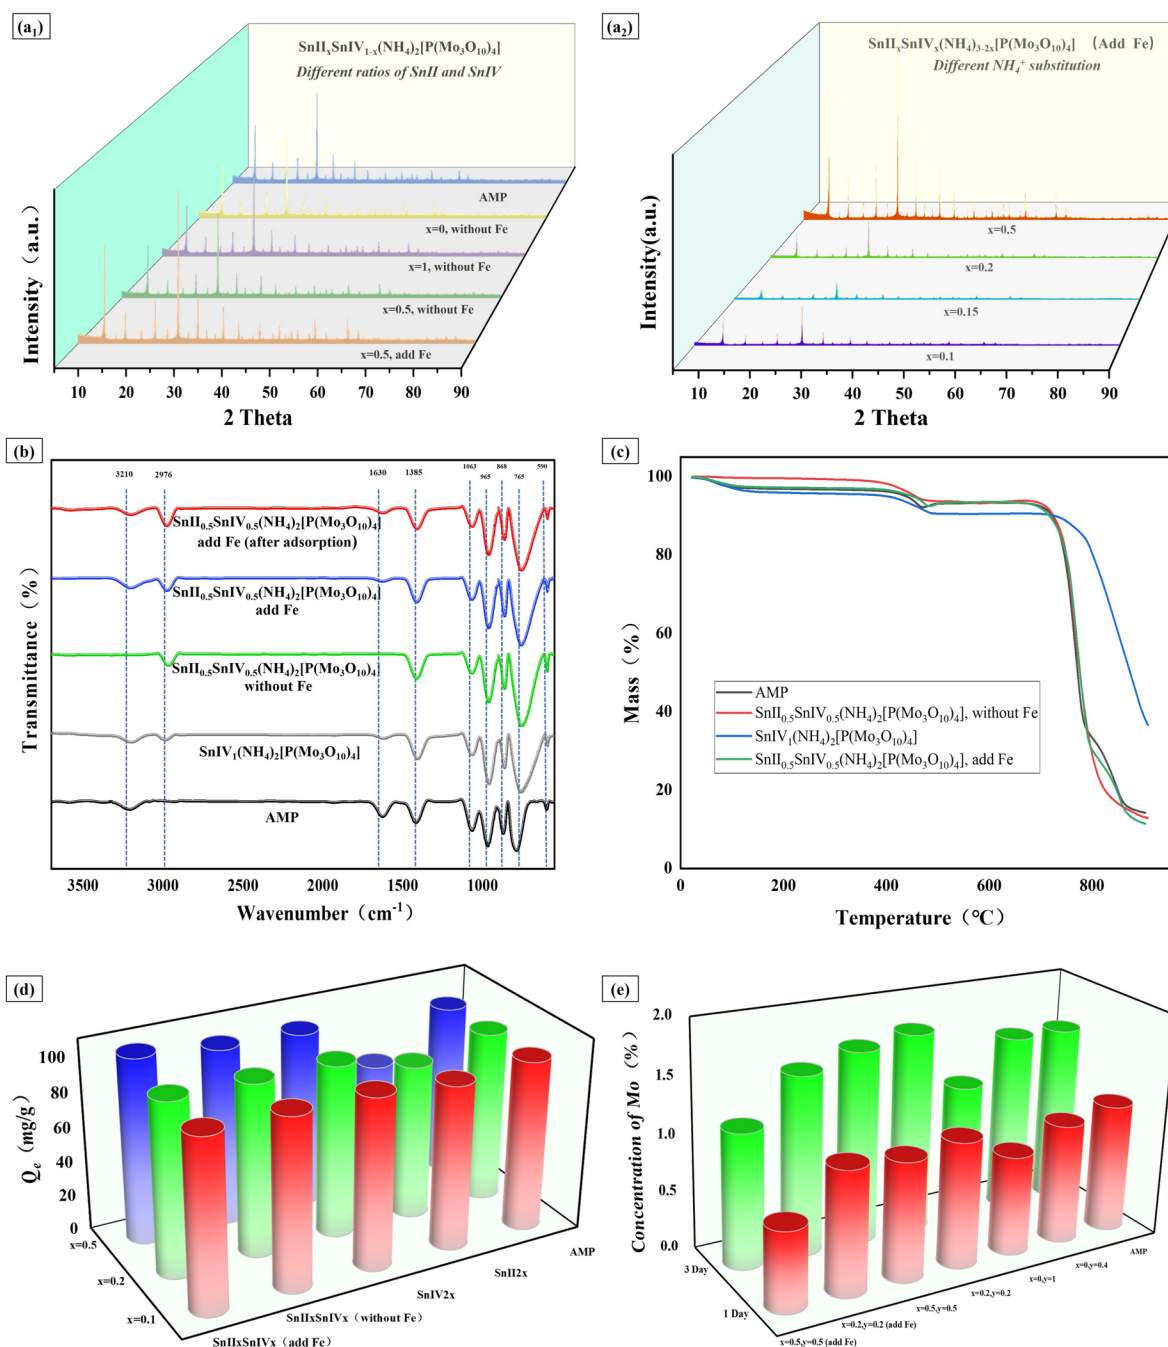 (a₁)
SnIIₓSnIV₁₋ₓ(NH₄)₂[P(Mo₃O₁₀)₄]
Different ratios of SnII and SnIV
AMP
x=0, without Fe
x=1, without Fe
x=0.5, without Fe
x=0.5, add Fe
Intensity（a.u.）
10 20 30 40 50 60 70 80 90
2 Theta
(a₂)
SnIIₓSnIVₓ(NH₄)₃₋₂ₓ[P(Mo₃O₁₀)₄] （Add Fe）
Different NH₄⁺ substitution
x=0.5
x=0.2
x=0.15
x=0.1
Intensity(a.u.)
10 20 30 40 50 60 70 80 90
2 Theta
(b)
3210 2976 1630 1385 1063 965 868 765 590
SnII₀.₅SnIV₀.₅(NH₄)₂[P(Mo₃O₁₀)₄]
add Fe (after adsorption)
SnII₀.₅SnIV₀.₅(NH₄)₂[P(Mo₃O₁₀)₄]
add Fe
SnII₀.₅SnIV₀.₅(NH₄)₂[P(Mo₃O₁₀)₄]
without Fe
SnIV₁(NH₄)₂[P(Mo₃O₁₀)₄]
AMP
Transmittance（%）
3500 3000 2500 2000 1500 1000
Wavenumber（cm⁻¹）
(c)
100
80
60
40
20
0
Mass（%）
AMP
SnII₀.₅SnIV₀.₅(NH₄)₂[P(Mo₃O₁₀)₄], without Fe
SnIV₁(NH₄)₂[P(Mo₃O₁₀)₄]
SnII₀.₅SnIV₀.₅(NH₄)₂[P(Mo₃O₁₀)₄], add Fe
0 200 400 600 800
Temperature（°C）
(d)
100
80
60
40
20
0
Qₑ（mg/g）
x=0.5
x=0.2
x=0.1
AMP
SnII2x
SnIV2x
SnIIxSnIVx（without Fe）
SnIIxSnIVx（add Fe）
(e)
2.0
1.5
1.0
0.5
0.0
Concentration of Mo（%）
3 Day
1 Day
AMP
x=0,y=0.4
x=0,y=1
x=0.2,y=0.2
x=0.5,y=0.5
x=0.2,y=0.2 (add Fe)
x=0.5,y=0.5 (add Fe)